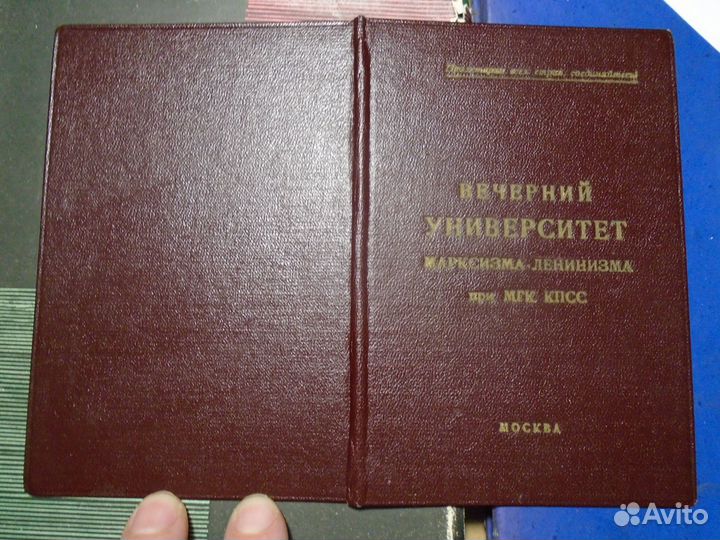 Пролетарии всех стран, соединяйтесь!
ВЕЧЕРНИЙ
УНИВЕРСИТЕТ
МАРКСИЗМА-ЛЕНИНИЗМА
при МГК КПСС
МОСКВА
Avito